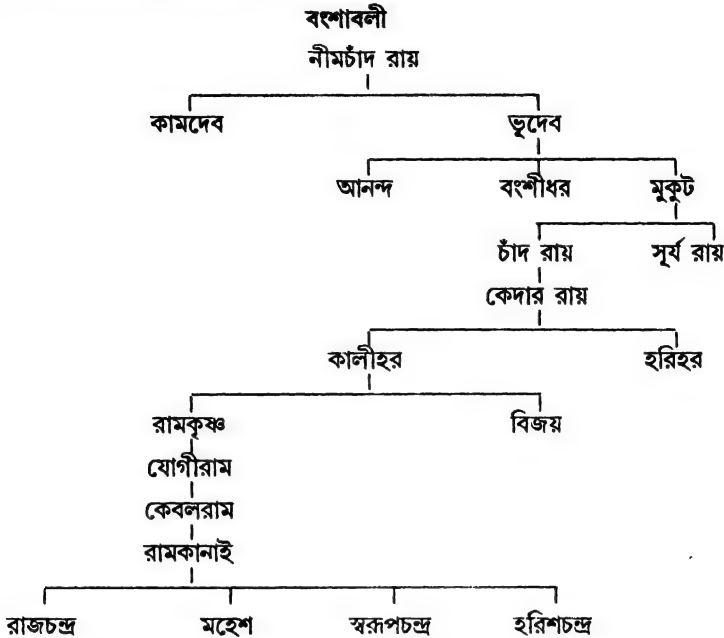 বংশাবলী
নীমচাঁদ রায়
কামদেব ভূদেব
আনন্দ বংশীধর মুকুট
চাঁদ রায় সূর্য রায়
কেদার রায়
কালীহর হরিহর
রামকৃষ্ণ বিজয়
যোগীরাম
কেবলরাম
রামকানাই
রাজচন্দ্র মহেশ স্বরূপচন্দ্র হরিশচন্দ্র